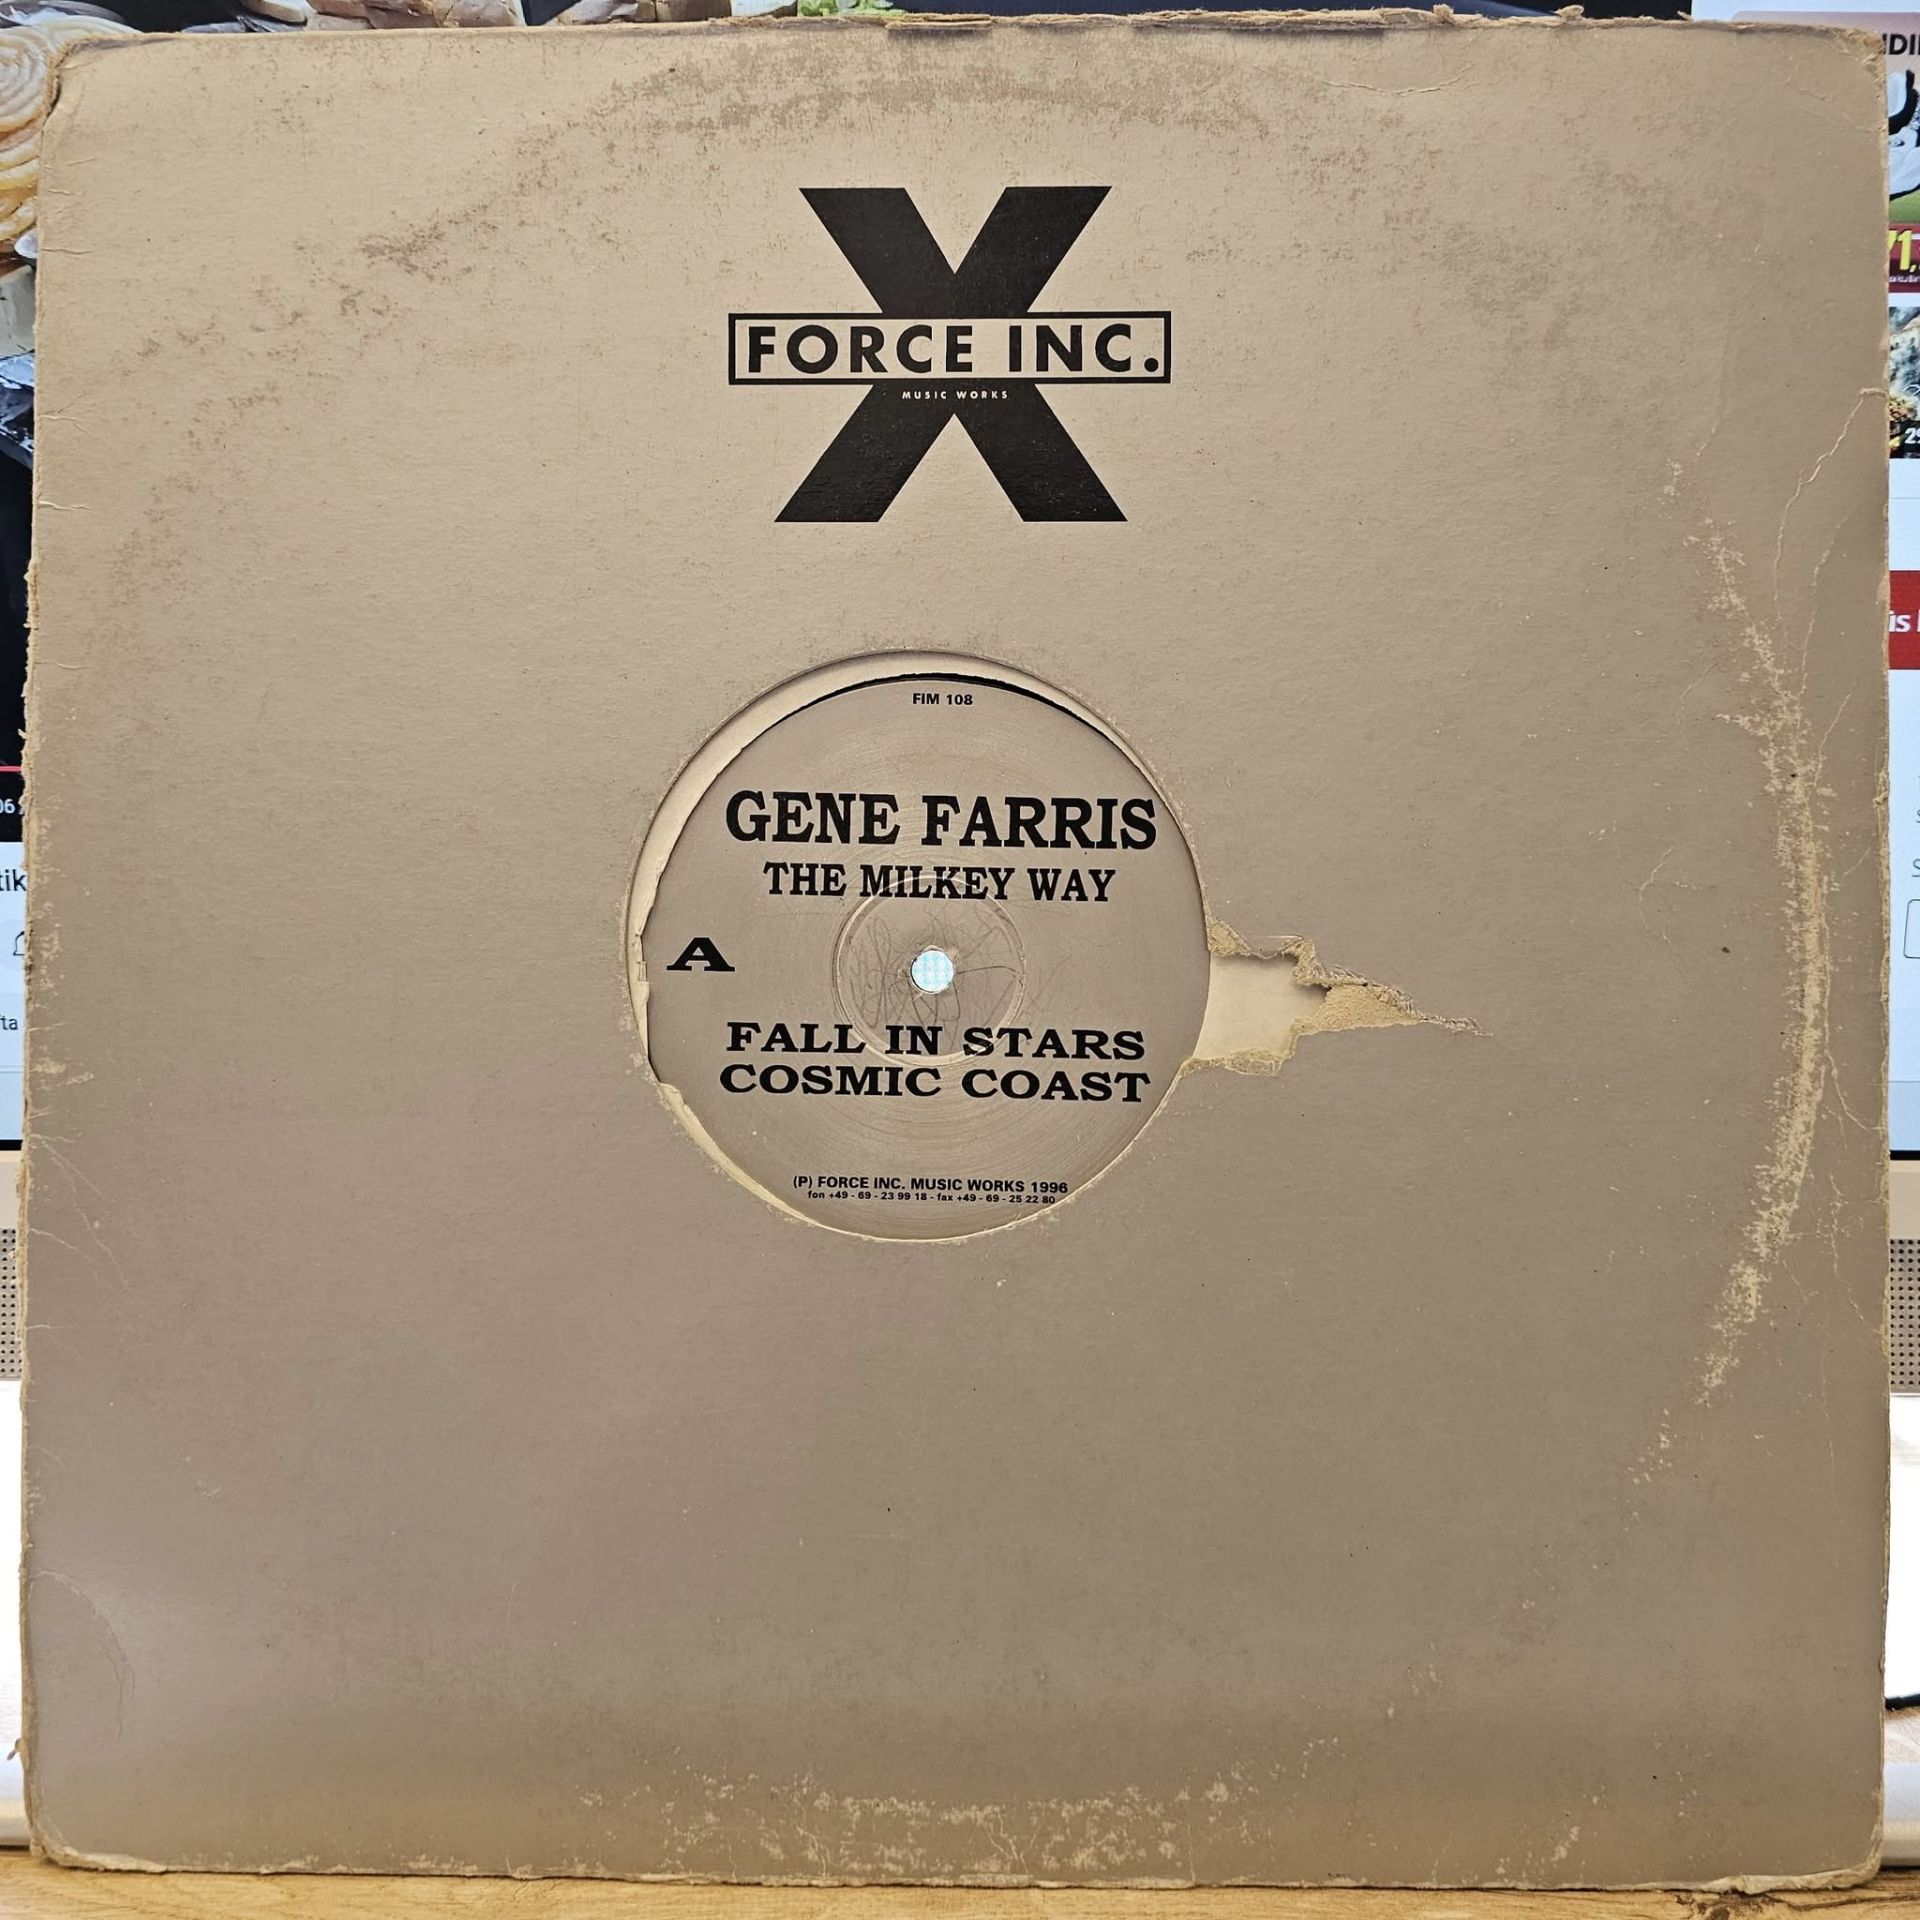 FORCE INC.
MUSIC WORKS
FIM 108
GENE FARRIS
THE MILKEY WAY
A
FALL IN STARS
COSMIC COAST
(P) FORCE INC. MUSIC WORKS 1996
fon +49 - 69 - 23 99 18 - fax +49 - 69 - 25 22 80